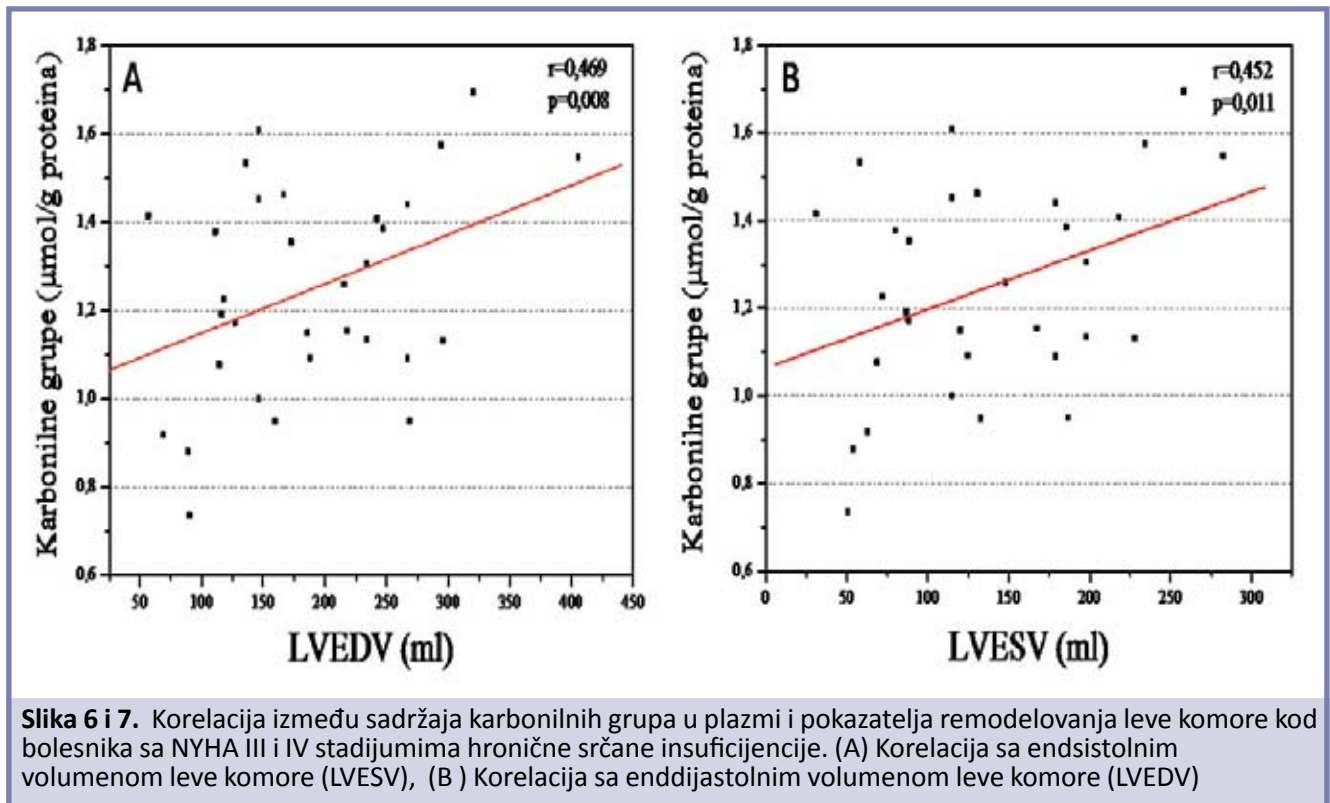 A
r=0,469
p=0,008
1,8
1,6
1,4
1,2
1,0
0,8
0,6
Karbonilne grupe (µmol/g proteina)
50 100 150 200 250 300 350 400 450
LVEDV (ml)
B
r=0,452
p=0,011
1,8
1,6
1,4
1,2
1,0
0,8
0,6
Karbonilne grupe (µmol/g proteina)
0 50 100 150 200 250 300
LVESV (ml)
Slika 6 i 7. Korelacija između sadržaja karbonilnih grupa u plazmi i pokazatelja remodelovanja leve komore kod
bolesnika sa NYHA III i IV stadijumima hronične srčane insuficijencije. (A) Korelacija sa endsistolnim
volumenom leve komore (LVESV), (B ) Korelacija sa enddijastolnim volumenom leve komore (LVEDV)